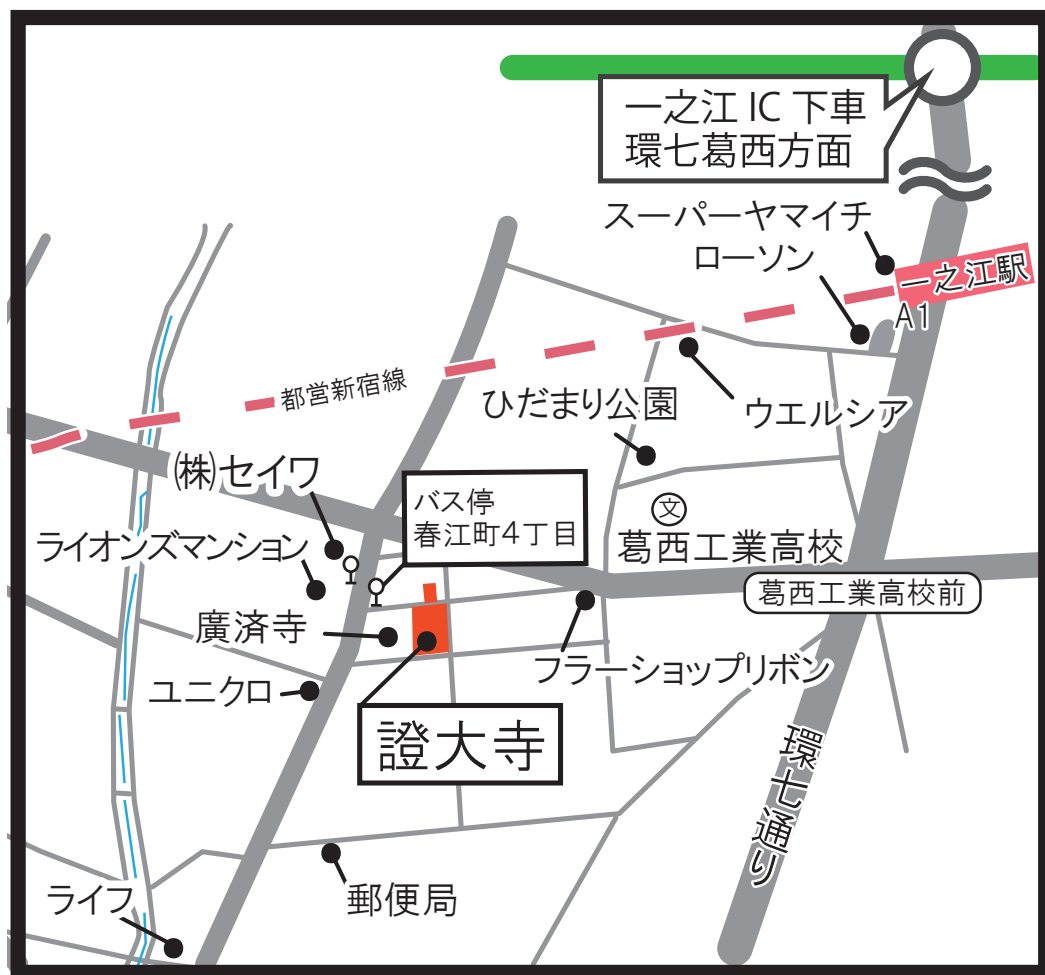 一之江 IC 下車
環七葛西方面
スーパーヤマイチ
ローソン
一之江駅
A1
都営新宿線
ひだまり公園
ウエルシア
㈱セイワ
バス停
春江町4丁目
文
ライオンズマンション
葛西工業高校
葛西工業高校前
廣済寺
フラーショップリボン
ユニクロ
證大寺
環七通り
郵便局
ライフ